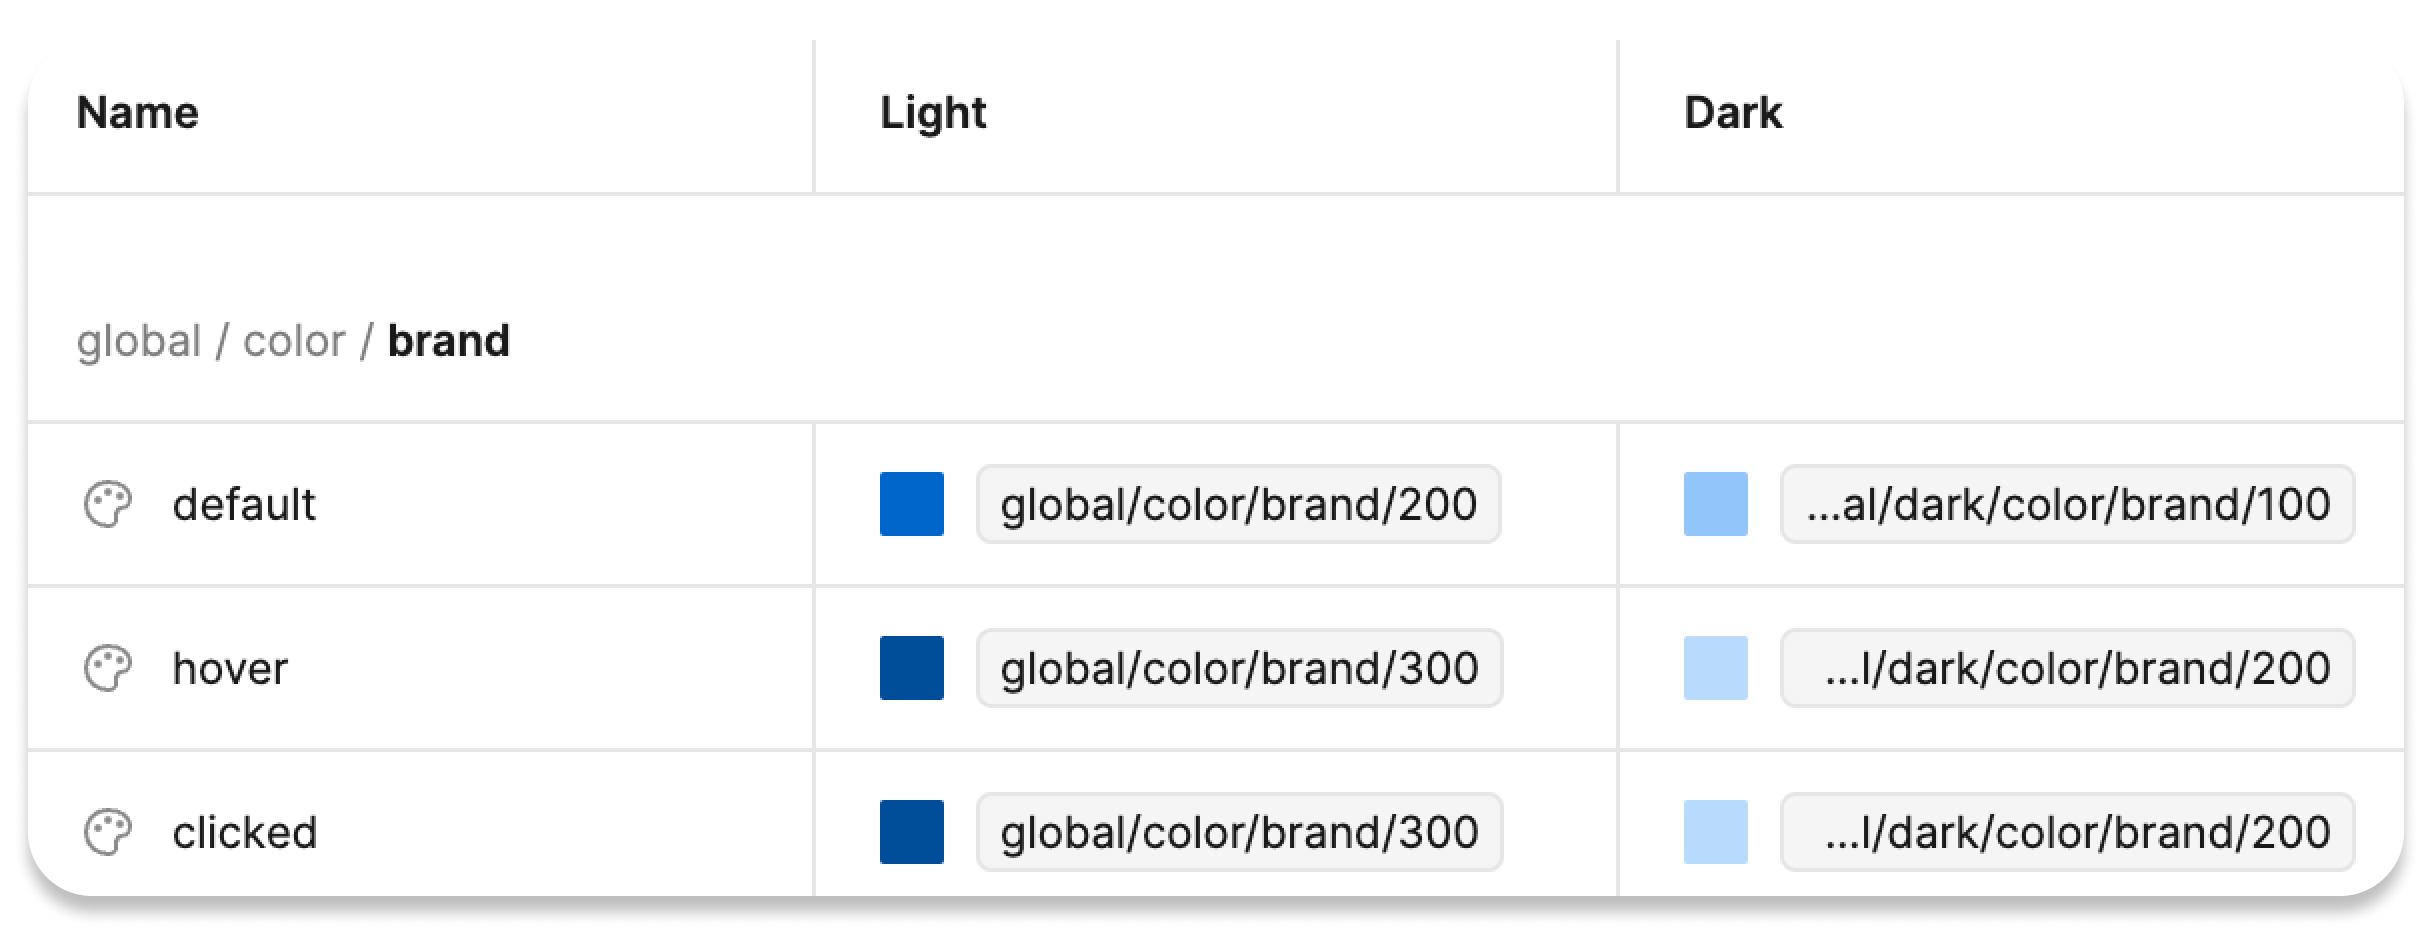 Name Light Dark
global / color / brand
default global/color/brand/200 ...al/dark/color/brand/100
hover global/color/brand/300 ...l/dark/color/brand/200
clicked global/color/brand/300 ...l/dark/color/brand/200